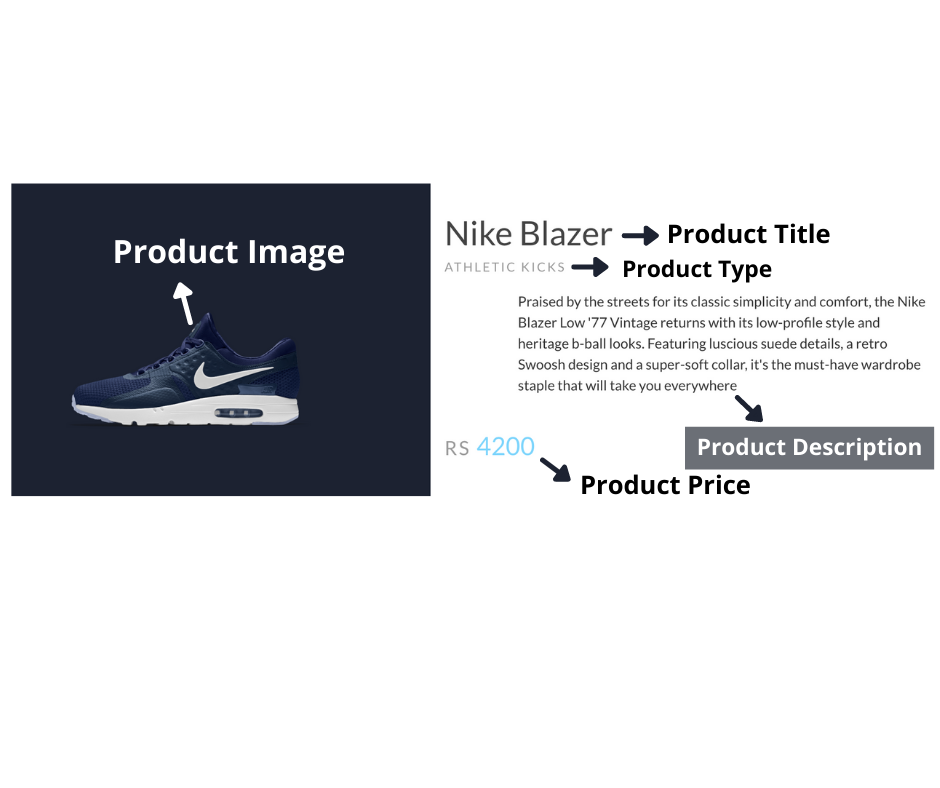 Product Image
Nike Blazer
Product Title
ATHLETIC KICKS
Product Type
Praised by the streets for its classic simplicity and comfort, the Nike
Blazer Low '77 Vintage returns with its low-profile style and
heritage b-ball looks. Featuring luscious suede details, a retro
Swoosh design and a super-soft collar, it's the must-have wardrobe
staple that will take you everywhere
Product Description
RS 4200
Product Price